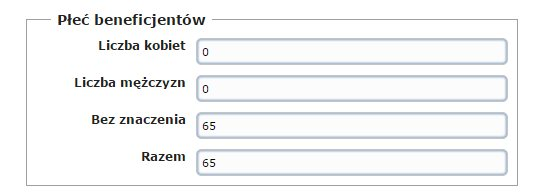 Płeć beneficjentów
Liczba kobiet 0
Liczba mężczyzn 0
Bez znaczenia 65
Razem 65